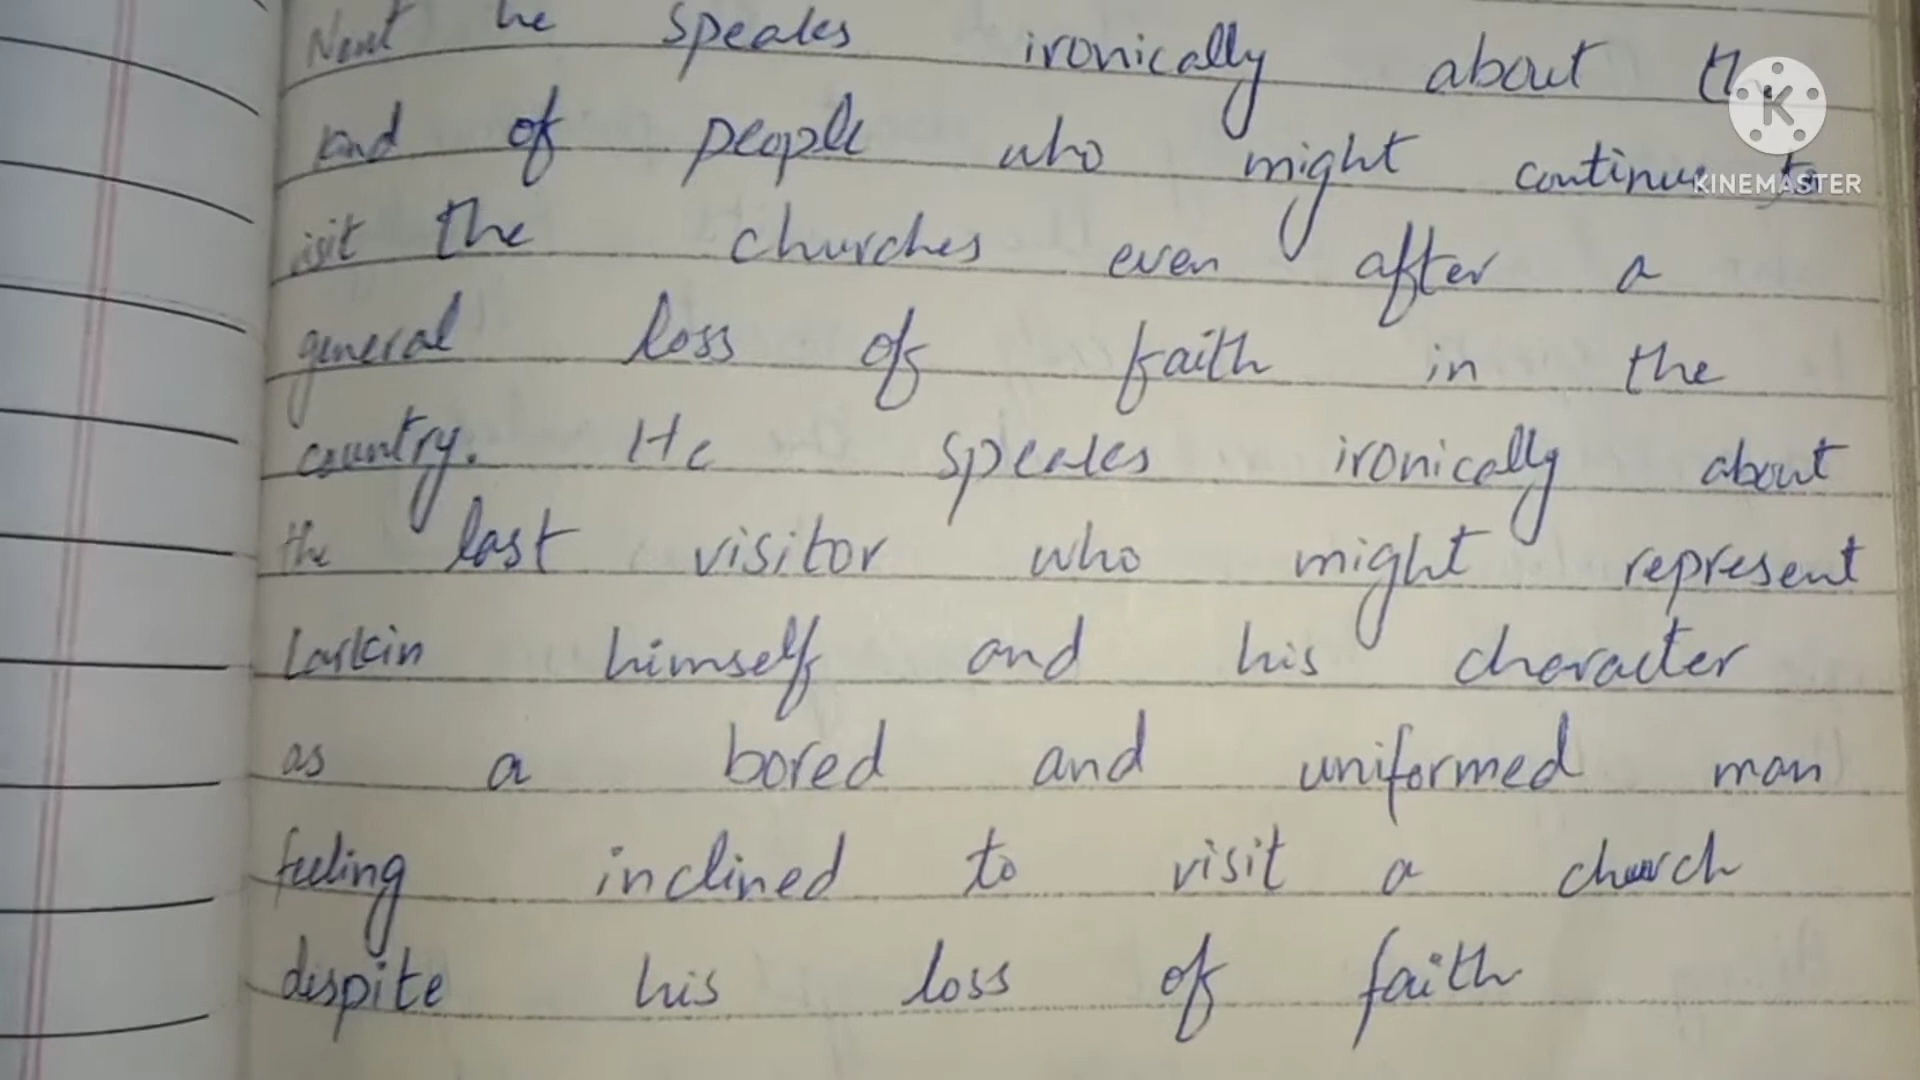 Next he speaks ironically about the
kind of people who might continue to
visit the churches even after a
general loss of faith in the
country. He speakes ironically about
the last visitor who might represent
Larkin himself and his character
as a bored and uniformed man
feeling inclined to visit a church
despite his loss of faith
K
KINEMASTER